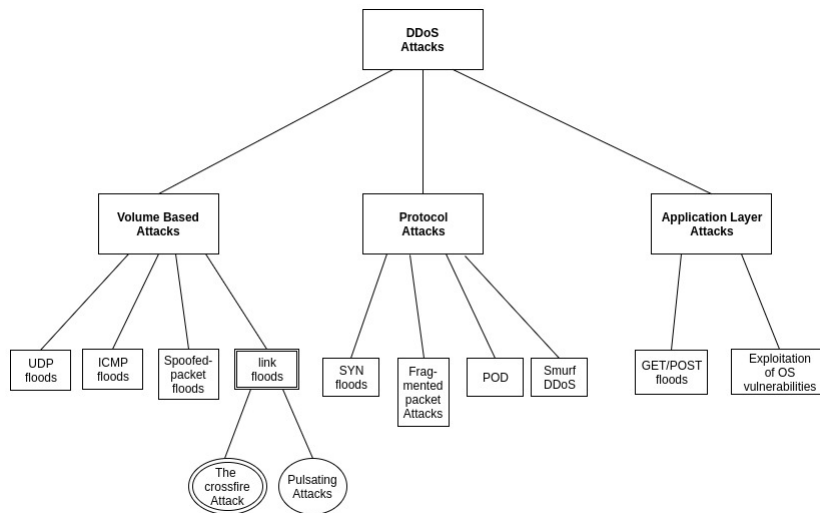 DDoS
Attacks
Volume Based
Attacks
Protocol
Attacks
Application Layer
Attacks
UDP
floods
ICMP
floods
Spoofed-
packet
floods
link
floods
SYN
floods
Frag-
mented
packet
Attacks
POD
Smurf
DDoS
GET/POST
floods
Exploitation
of OS
vulnerabilities
The
crossfire
Attack
Pulsating
Attacks